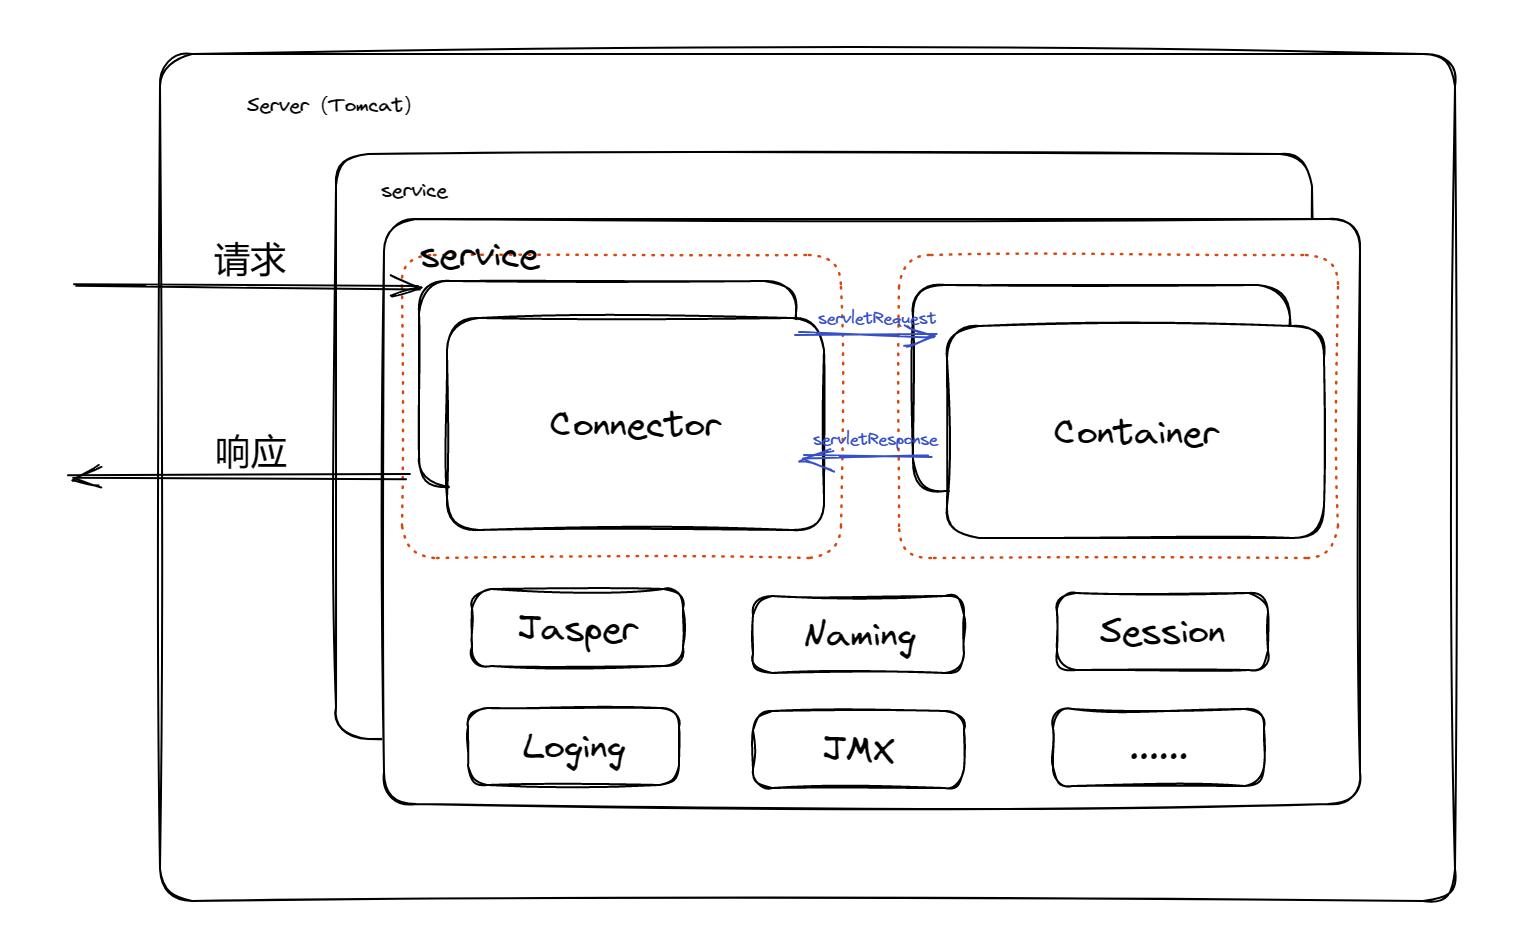 Server (Tomcat)
service
service
请求
servletRequest
Connector
Container
servletResponse
响应
Jasper
Naming
Session
Loging
JMX
......